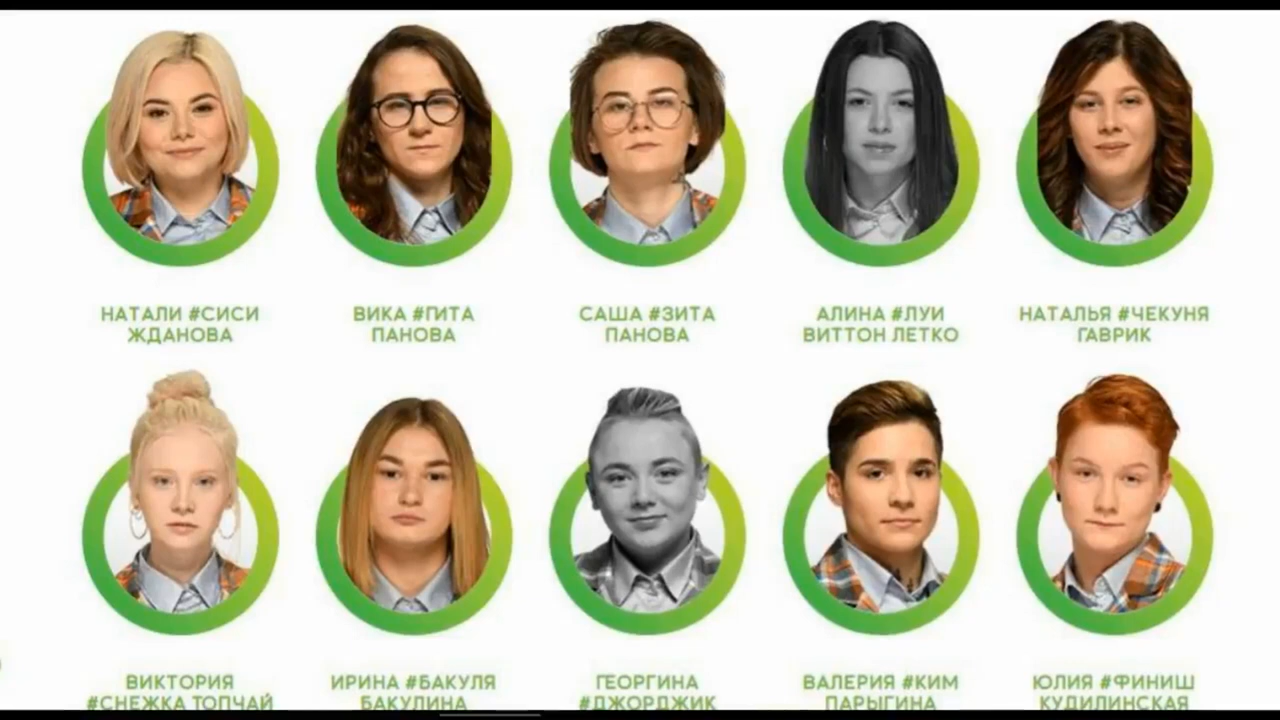 НАТАЛИ #СИСИ
ЖДАНОВА
ВИКА #ГИТА
ПАНОВА
САША #ЗИТА
ПАНОВА
АЛИНА #ЛУИ
ВИТТОН ЛЕТКО
НАТАЛЬЯ #ЧЕКУНЯ
ГАВРИК
ВИКТОРИЯ
#СНЕЖКА ТОПЧАЙ
ИРИНА #БАКУЛЯ
БАКУЛИНА
ГЕОРГИНА
#ДЖОРДЖИК
ВАЛЕРИЯ #КИМ
ПАРЫГИНА
ЮЛИЯ #ФИНИШ
КУДИЛИНСКАЯ